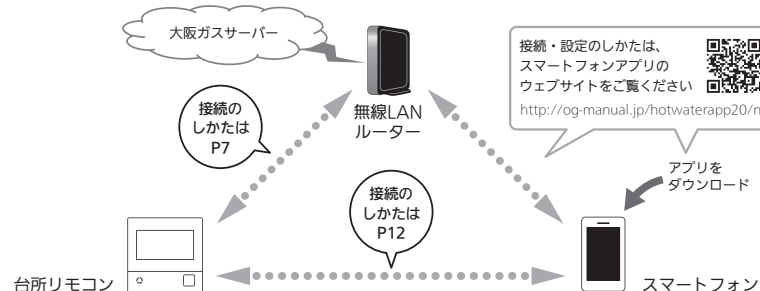 大阪ガスサーバー
接続・設定のしかたは、
スマートフォンアプリの
ウェブサイトをご覧ください
http://og-manual.jp/hotwaterapp20/n
無線LAN
ルーター
接続の
しかたは
P7
アプリを
ダウンロード
接続の
しかたは
P12
台所リモコン
スマートフォン